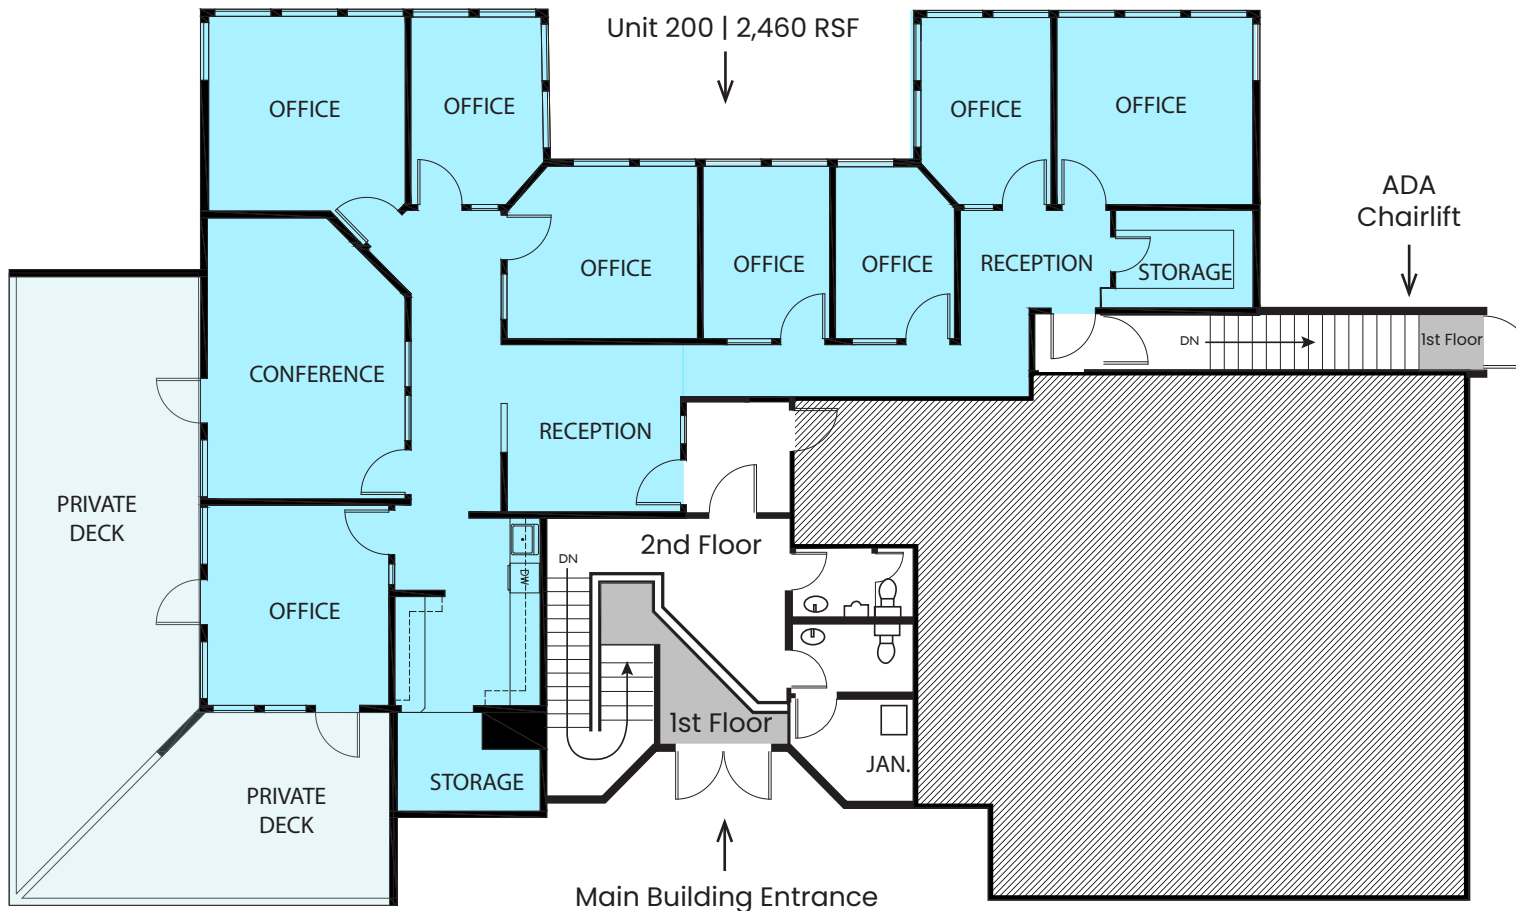 Unit 200 | 2,460 RSF
OFFICE
OFFICE
OFFICE
OFFICE
ADA
Chairlift
OFFICE
OFFICE
OFFICE
RECEPTION
STORAGE
DN
1st Floor
CONFERENCE
RECEPTION
PRIVATE
DECK
2nd Floor
DN
DW
OFFICE
1st Floor
JAN.
STORAGE
PRIVATE
DECK
Main Building Entrance